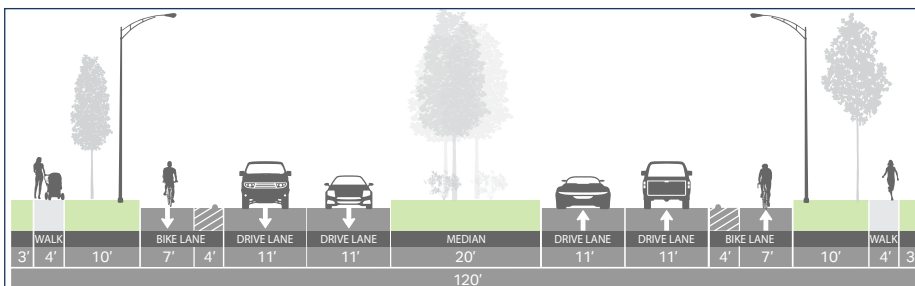 WALK BIKE LANE DRIVE LANE DRIVE LANE MEDIAN DRIVE LANE DRIVE LANE BIKE LANE WALK
3' 4' 10' 7' 4' 11' 11' 20' 11' 11' 4' 7' 10' 4' 3'
120'